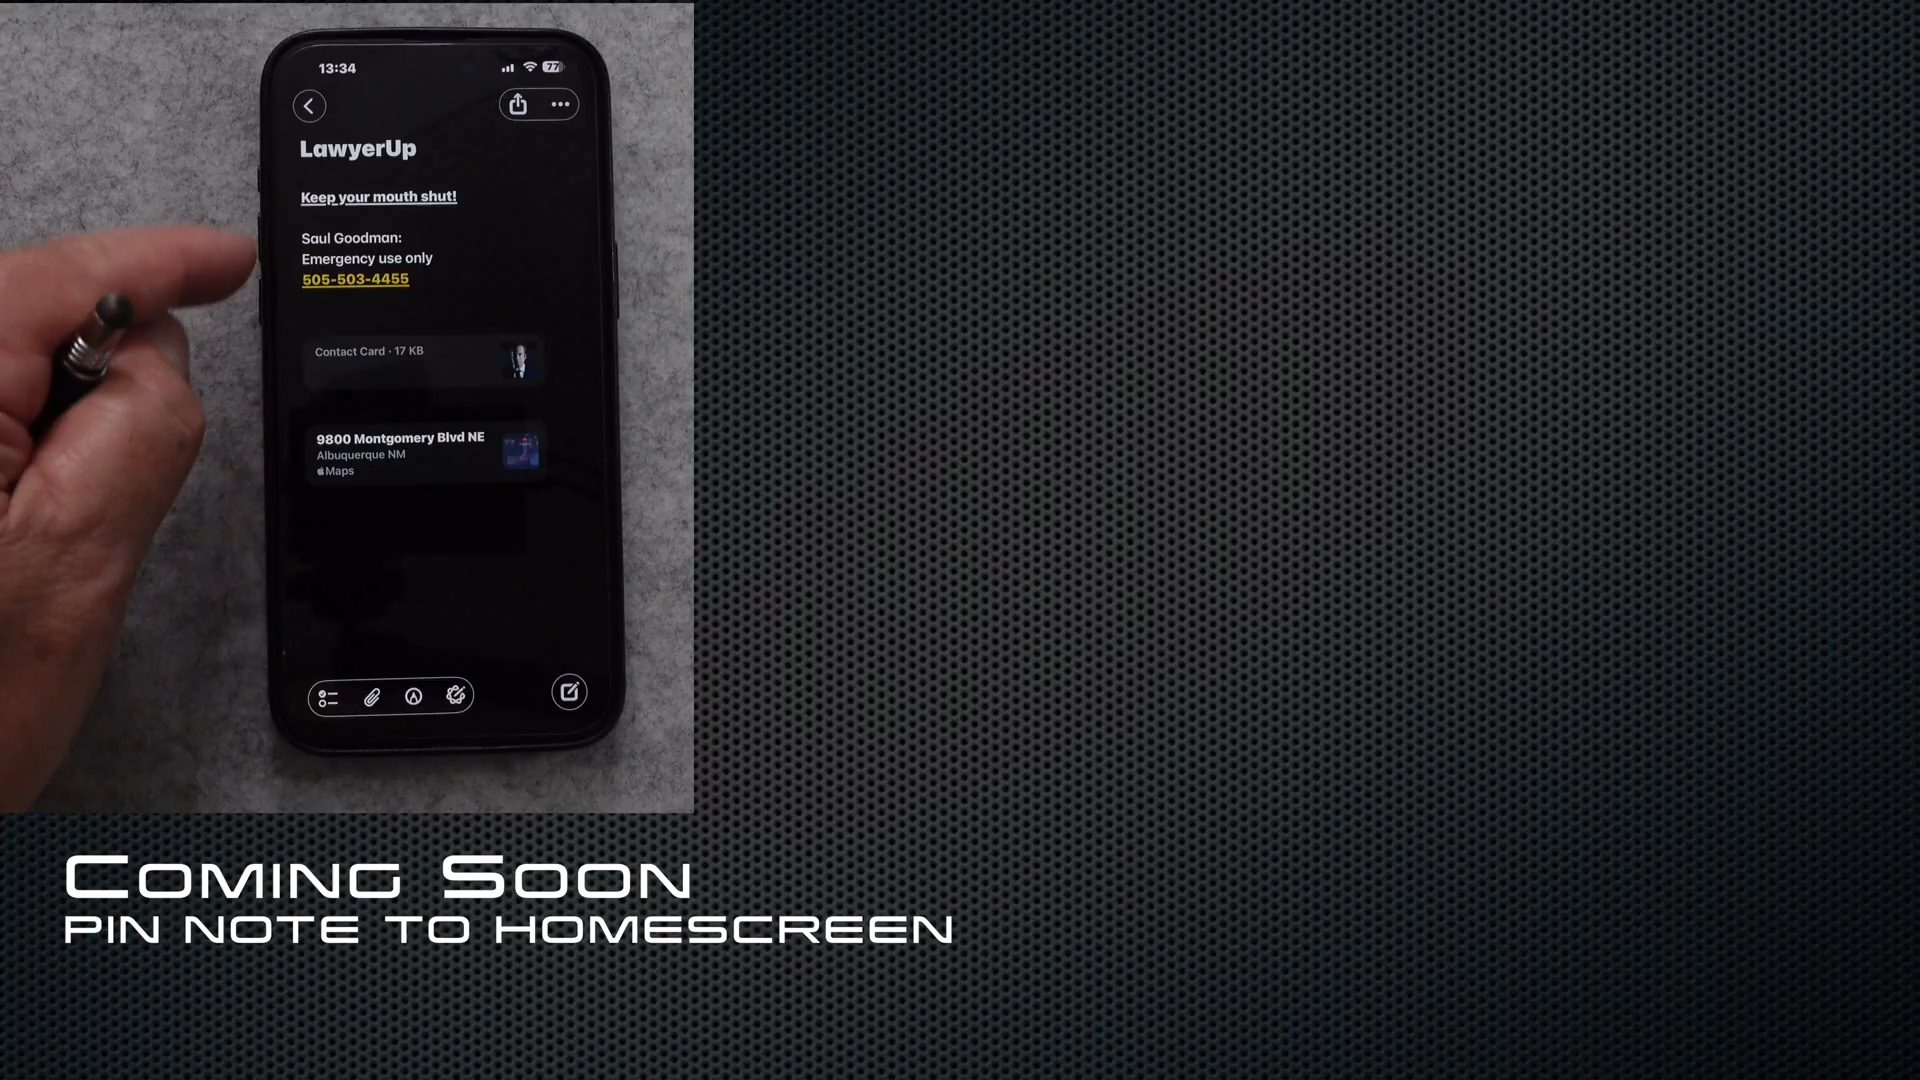 13:34
77
LawyerUp
Keep your mouth shut!
Saul Goodman:
Emergency use only
505-503-4455
Contact Card · 17 KB
9800 Montgomery Blvd NE
Albuquerque NM
Maps
Coming Soon
PIN NOTE TO HOMESCREEN